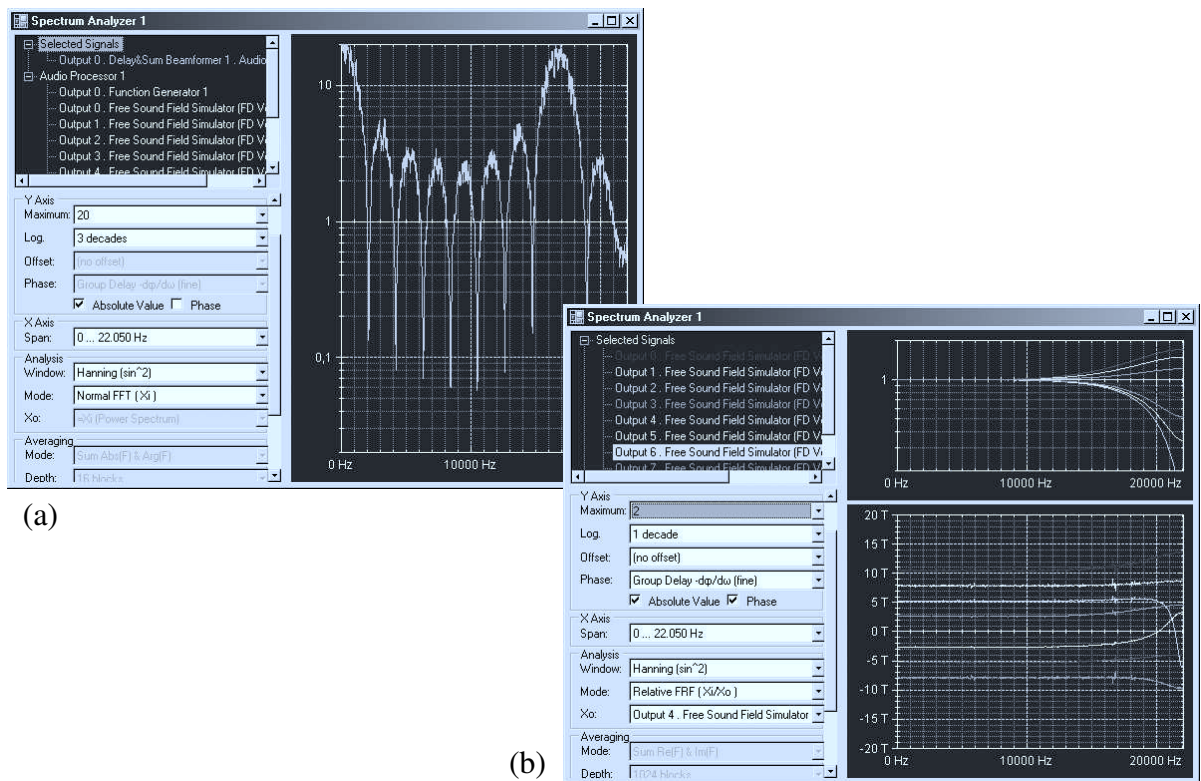 Spectrum Analyzer 1
Selected Signals
Output 0 . Delay&Sum Beamformer 1 . Audio
Audio Processor 1
Output 0 . Function Generator 1
Output 0 . Free Sound Field Simulator (FD V
Output 1 . Free Sound Field Simulator (FD V
Output 2 . Free Sound Field Simulator (FD V
Output 3 . Free Sound Field Simulator (FD V
Output 4 . Free Sound Field Simulator (FD V
Y Axis
Maximum: 20
Log. 3 decades
Offset: (no offset)
Phase: Group Delay -dφ/dω (fine)
Absolute Value Phase
X Axis
Span: 0 ... 22.050 Hz
Analysis
Window: Hanning (sin^2)
Mode: Normal FFT ( Xi )
Xo: =Xi (Power Spectrum)
Averaging
Mode: Sum Abs(F) & Arg(F)
Depth: 16 blocks
10
1
0,1
0 Hz 10000 Hz
(a)
Spectrum Analyzer 1
Selected Signals
Output 0 . Free Sound Field Simulator (FD V
Output 1 . Free Sound Field Simulator (FD V
Output 2 . Free Sound Field Simulator (FD V
Output 3 . Free Sound Field Simulator (FD V
Output 4 . Free Sound Field Simulator (FD V
Output 5 . Free Sound Field Simulator (FD V
Output 6 . Free Sound Field Simulator (FD V
Output 7 . Free Sound Field Simulator (FD V
Y Axis
Maximum: 2
Log. 1 decade
Offset: (no offset)
Phase: Group Delay -dφ/dω (fine)
Absolute Value Phase
X Axis
Span: 0 ... 22.050 Hz
Analysis
Window: Hanning (sin^2)
Mode: Relative FRF ( Xi/Xo )
Xo: Output 4 . Free Sound Field Simulator
Averaging
Mode: Sum Re(F) & Im(F)
Depth: 1024 blocks
1
0 Hz 10000 Hz 20000 Hz
20 T
15 T
10 T
5 T
0 T
-5 T
-10 T
-15 T
-20 T
0 Hz 10000 Hz 20000 Hz
(b)